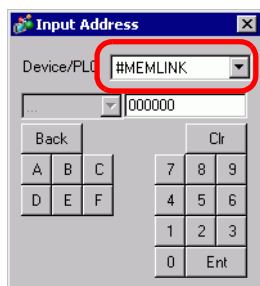 Input Address
Device/PLC #MEMLINK
... 000000
Back Clr
A B C 7 8 9
D E F 4 5 6
1 2 3
0 Ent